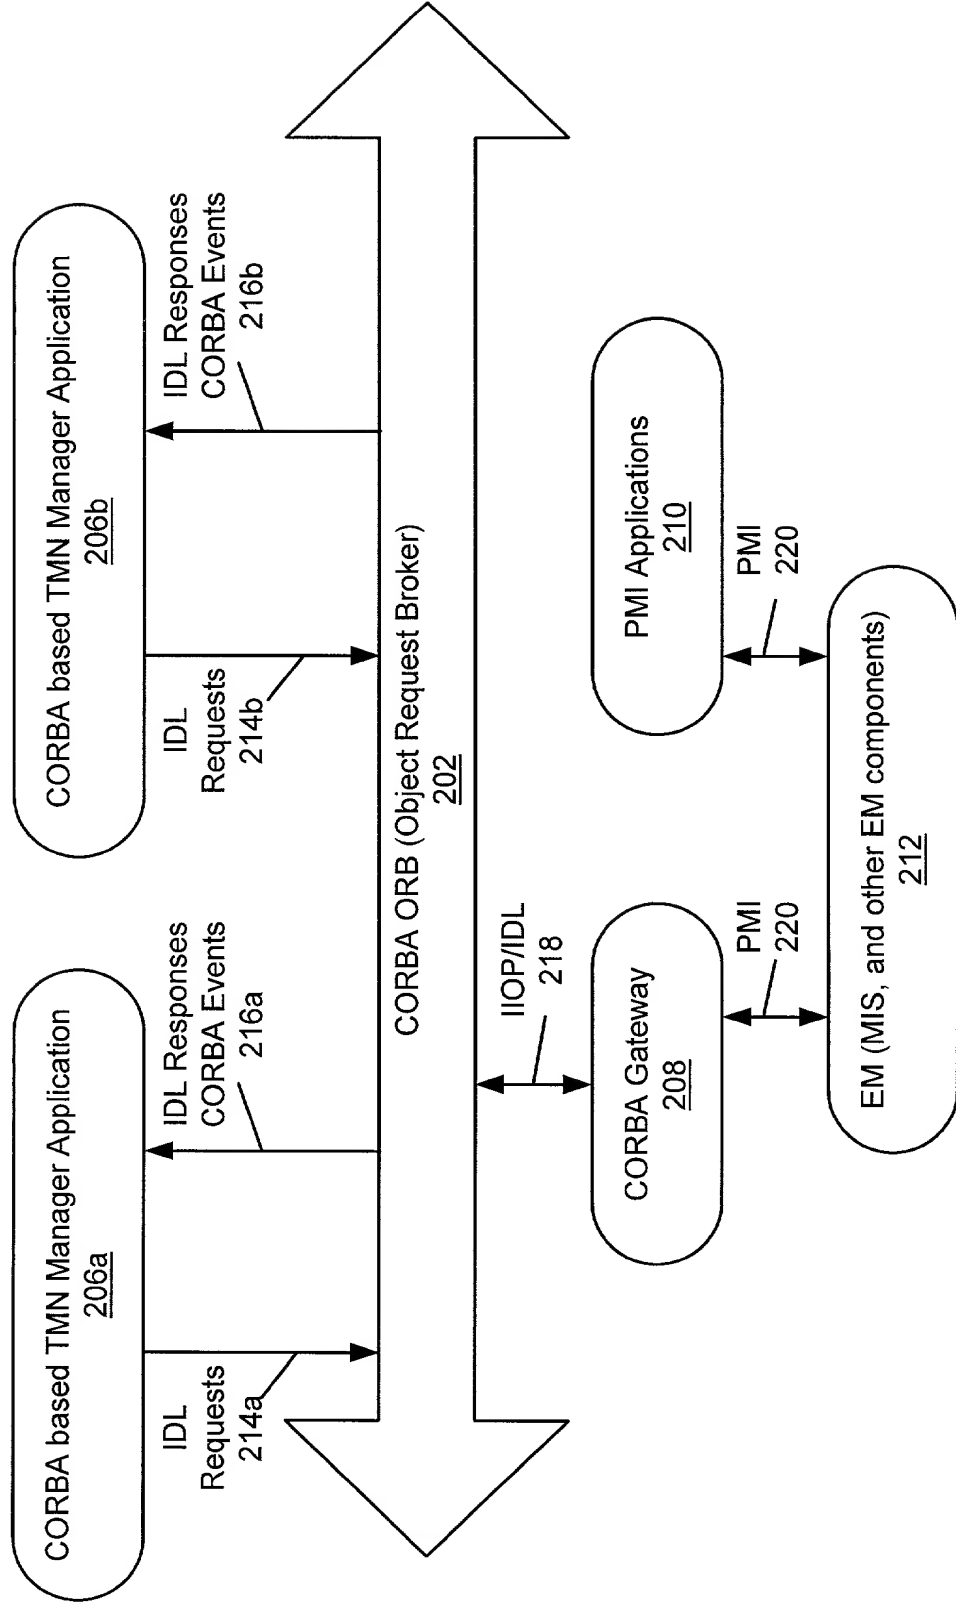 CORBA based TMN Manager Application
206a
CORBA based TMN Manager Application
206b
IDL
Requests
214a
IDL Responses
CORBA Events
216a
IDL
Requests
214b
IDL Responses
CORBA Events
216b
CORBA ORB (Object Request Broker)
202
IIOP/IDL
218
CORBA Gateway
208
PMI Applications
210
PMI
220
PMI
220
EM (MIS, and other EM components)
212